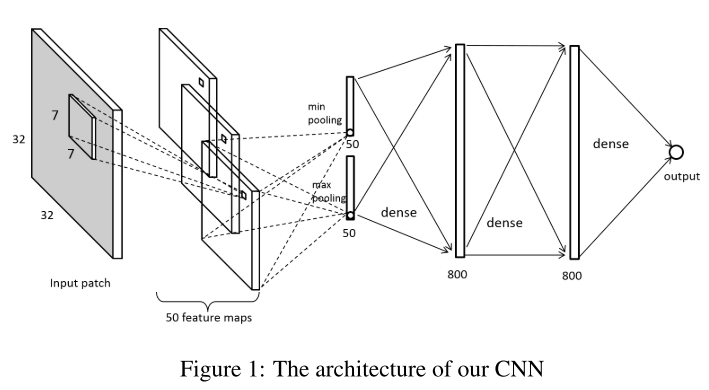 32
7
7
32
Input patch
50 feature maps
min
pooling
50
max
pooling
50
dense
800
dense
800
dense
output
Figure 1: The architecture of our CNN